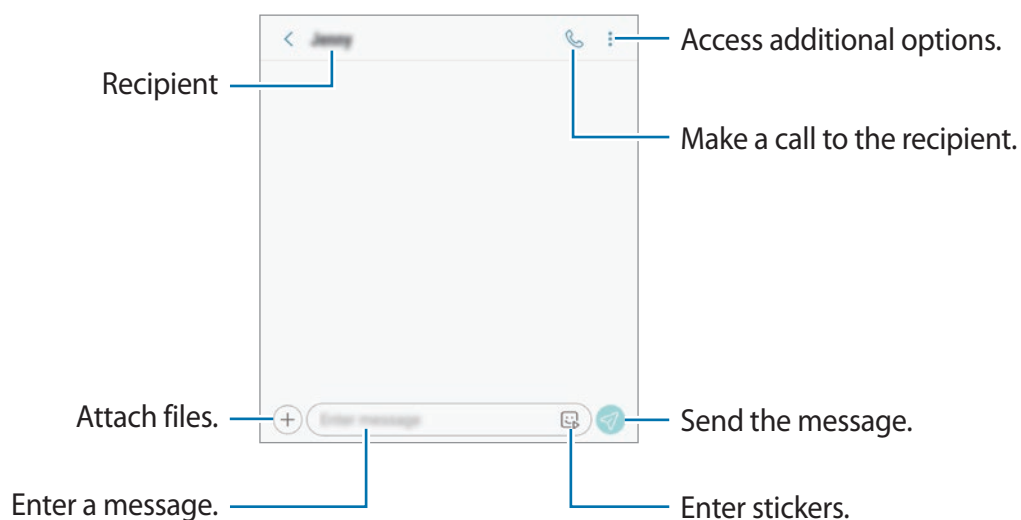 Access additional options.
Recipient
Make a call to the recipient.
Attach files.
Send the message.
Enter a message.
Enter stickers.